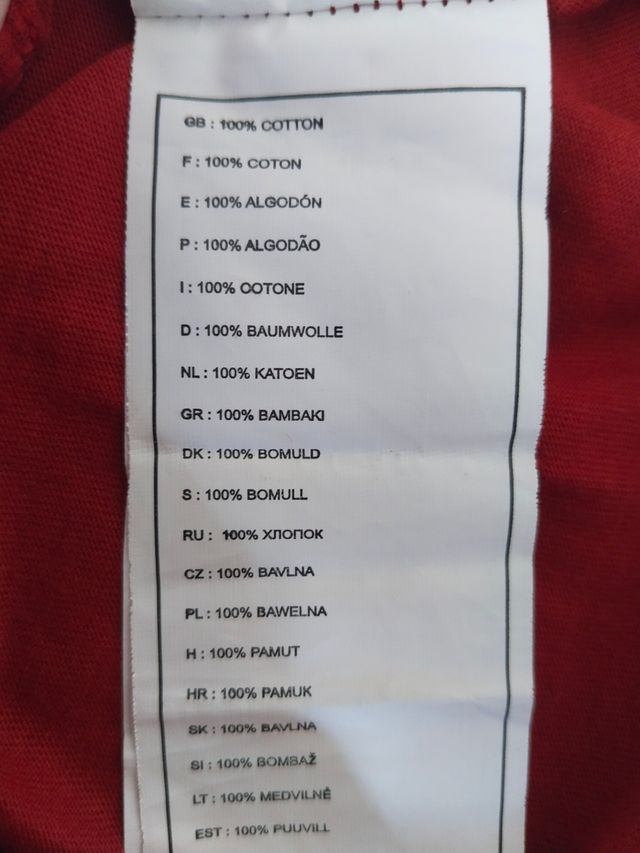 GB : 100% COTTON
F : 100% COTON
E : 100% ALGODÓN
P : 100% ALGODÃO
I : 100% COTONE
D : 100% BAUMWOLLE
NL : 100% KATOEN
GR : 100% BAMBAKI
DK : 100% BOMULD
S : 100% BOMULL
RU : 100% ХЛОПОК
CZ : 100% BAVLNA
PL : 100% BAWELNA
H : 100% PAMUT
HR : 100% PAMUK
SK : 100% BAVLNA
SI : 100% BOMBAŽ
LT : 100% MEDVILNĖ
EST : 100% PUUVILL